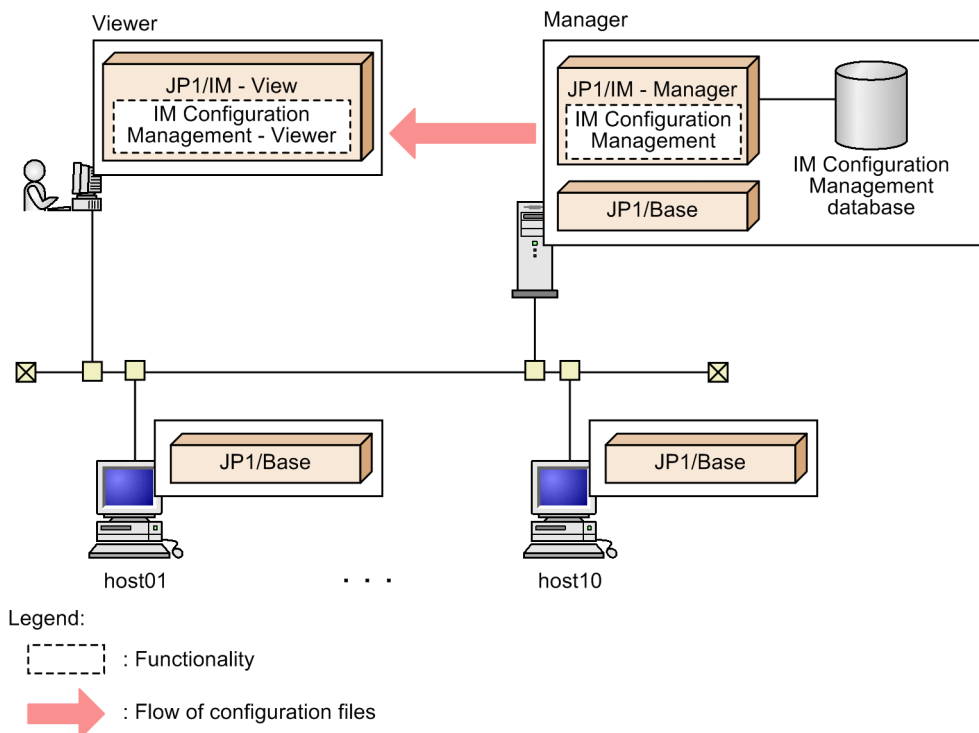 Viewer
JP1/IM - View
IM Configuration
Management - Viewer
Manager
JP1/IM - Manager
IM Configuration
Management
JP1/Base
IM Configuration
Management
database
JP1/Base
host01
. . .
JP1/Base
host10
Legend:
: Functionality
: Flow of configuration files